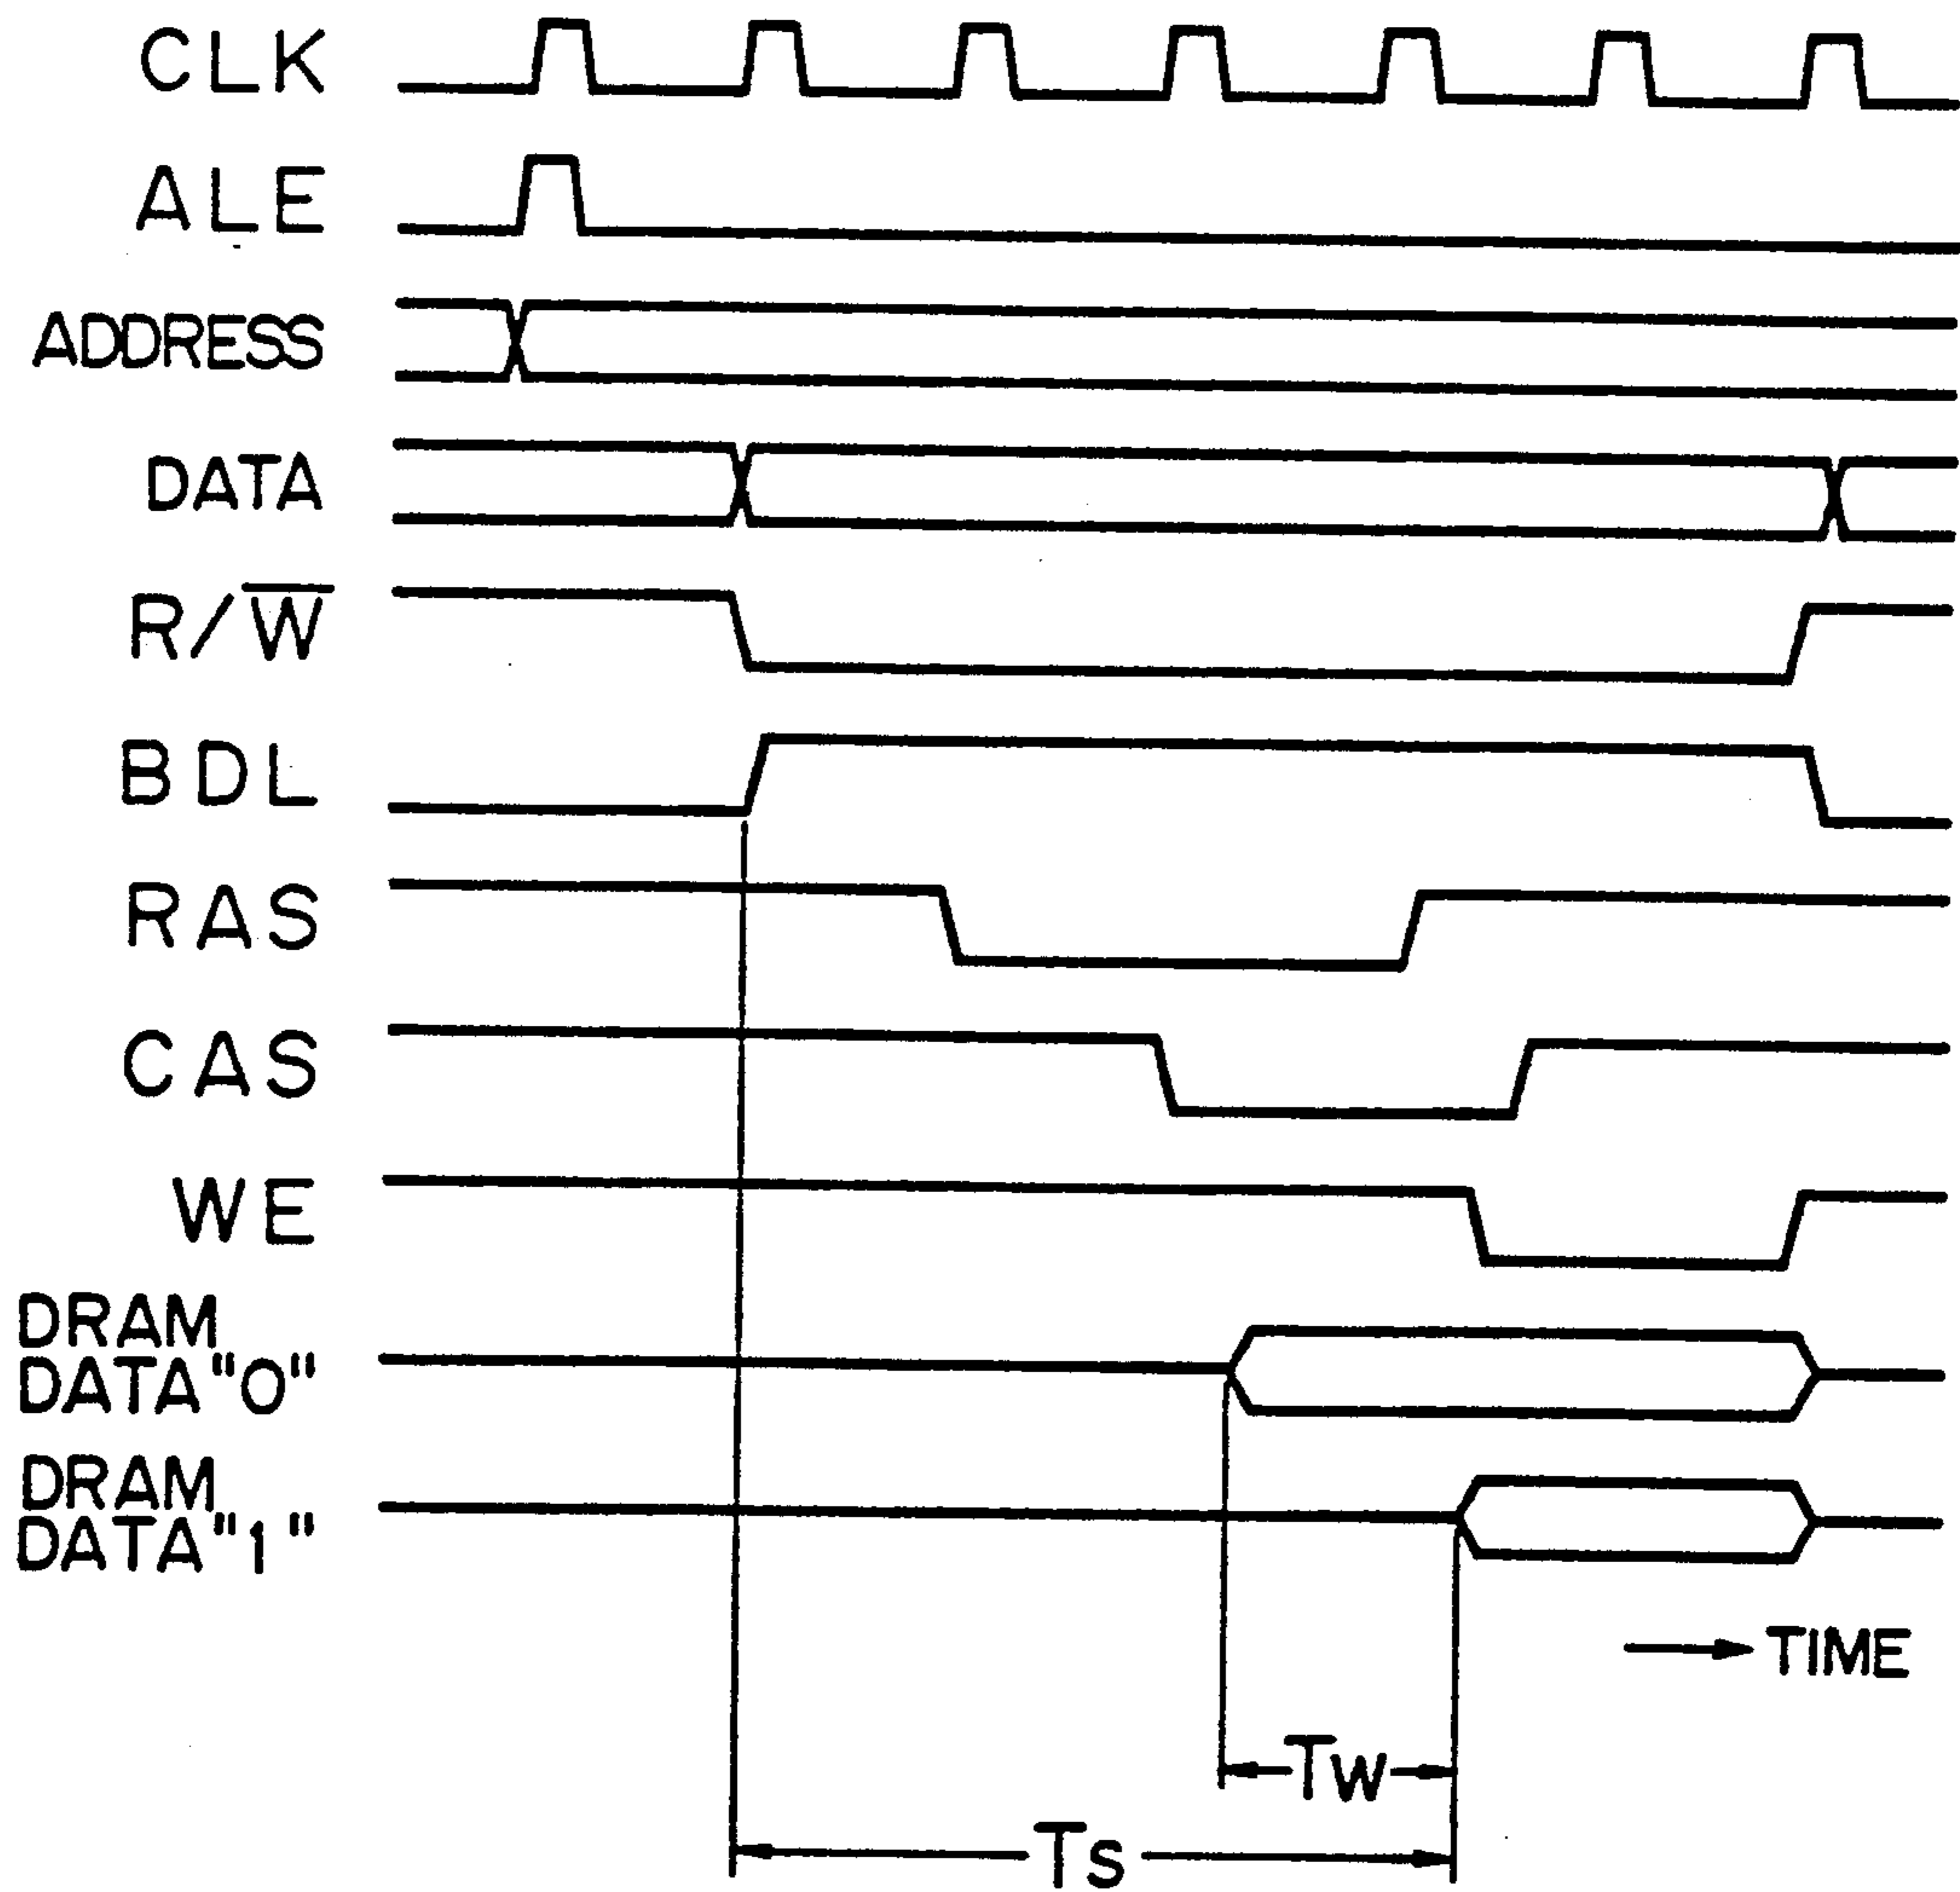 CLK
ALE
ADDRESS
DATA
R/W̅
BDL
RAS
CAS
WE
DRAM
DATA"0"
DRAM
DATA"1"
TIME
Tw
Ts